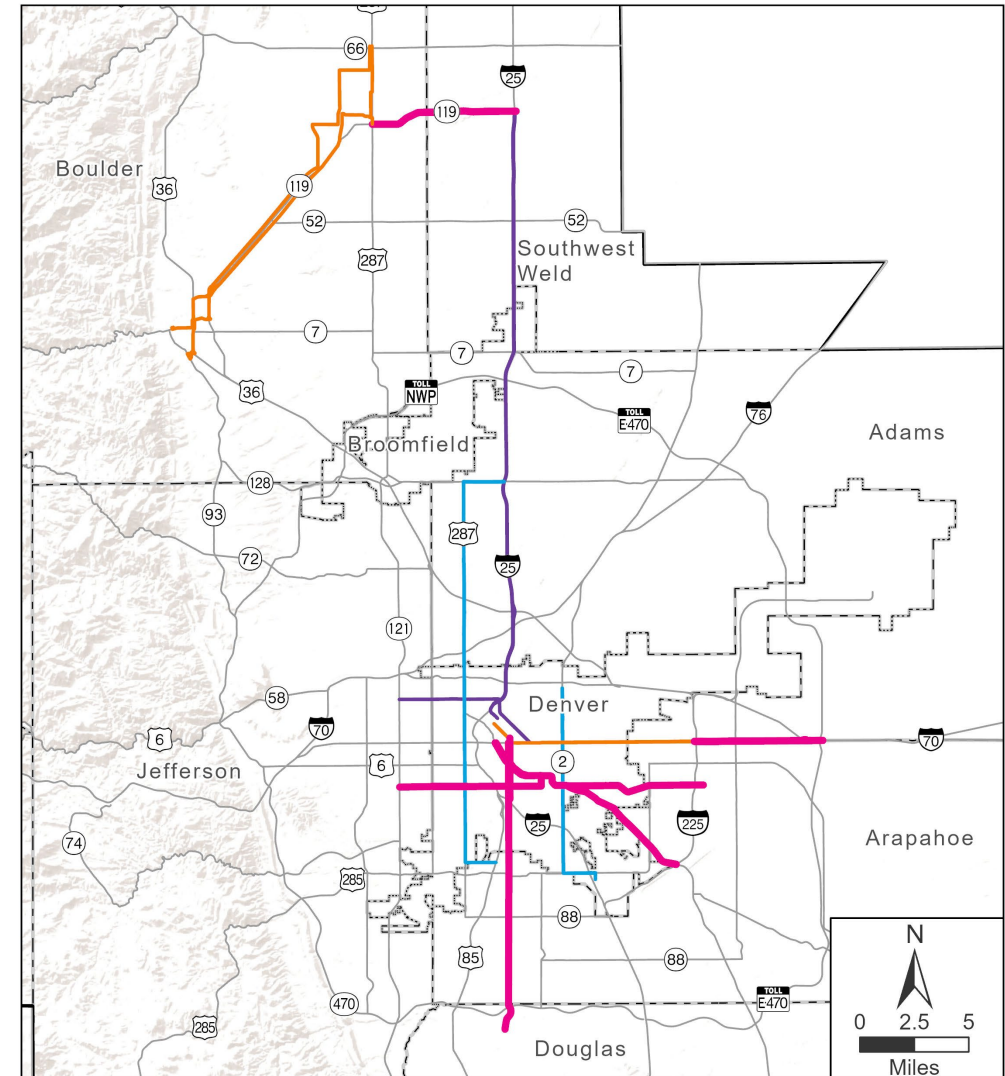 66
25
119
Boulder
36
119
52
52
287
Southwest
Weld
7
7
7
36
TOLL
NWP
TOLL
E-470
76
Adams
Broomfield
128
93
287
72
25
121
58
Denver
70
6
6
2
70
Jefferson
25
225
74
Arapahoe
285
88
85
88
470
TOLL
E-470
285
Douglas
N
0 2.5 5
Miles